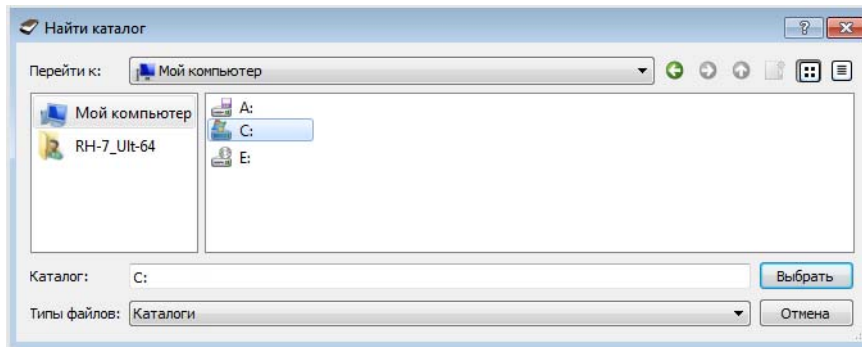 Найти каталог
Перейти к: Мой компьютер
Мой компьютер
RH-7_Ult-64
A:
C:
E:
Каталог: C: Выбрать
Типы файлов: Каталоги Отмена